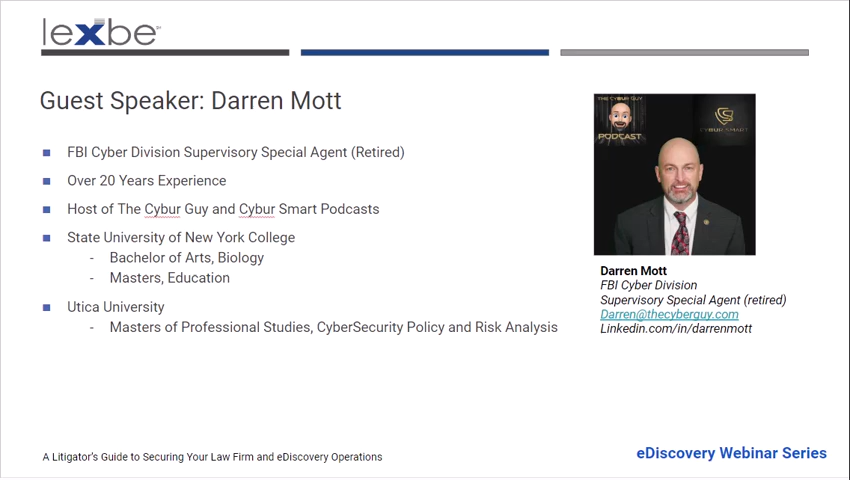 lexbe
Guest Speaker: Darren Mott
FBI Cyber Division Supervisory Special Agent (Retired)
Over 20 Years Experience
Host of The Cybur Guy and Cybur Smart Podcasts
State University of New York College
- Bachelor of Arts, Biology
- Masters, Education
Utica University
- Masters of Professional Studies, CyberSecurity Policy and Risk Analysis
THE CYBUR GUY
PODCAST
CYBUR SMART
Darren Mott
FBI Cyber Division
Supervisory Special Agent (retired)
Darren@thecyberguy.com
Linkedin.com/in/darrenmott
A Litigator's Guide to Securing Your Law Firm and eDiscovery Operations
eDiscovery Webinar Series